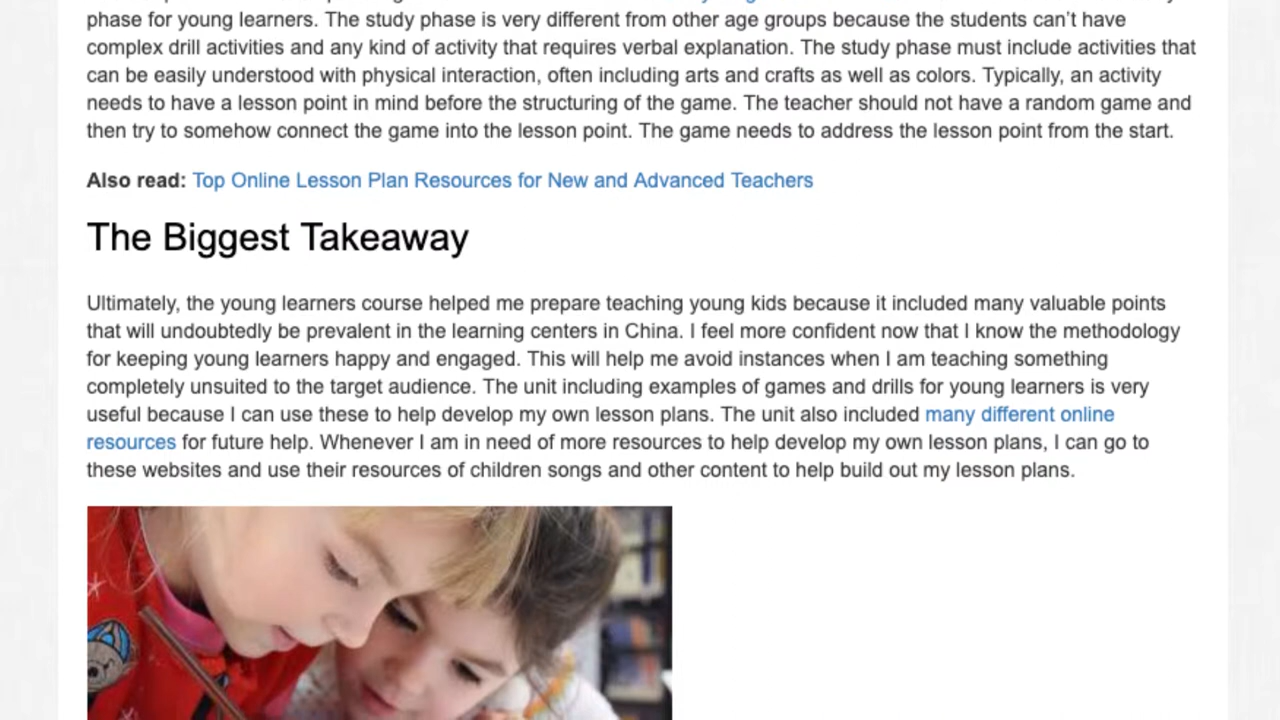 phase for young learners. The study phase is very different from other age groups because the students can't have
complex drill activities and any kind of activity that requires verbal explanation. The study phase must include activities that
can be easily understood with physical interaction, often including arts and crafts as well as colors. Typically, an activity
needs to have a lesson point in mind before the structuring of the game. The teacher should not have a random game and
then try to somehow connect the game into the lesson point. The game needs to address the lesson point from the start.
Also read: Top Online Lesson Plan Resources for New and Advanced Teachers
The Biggest Takeaway
Ultimately, the young learners course helped me prepare teaching young kids because it included many valuable points
that will undoubtedly be prevalent in the learning centers in China. I feel more confident now that I know the methodology
for keeping young learners happy and engaged. This will help me avoid instances when I am teaching something
completely unsuited to the target audience. The unit including examples of games and drills for young learners is very
useful because I can use these to help develop my own lesson plans. The unit also included many different online
resources for future help. Whenever I am in need of more resources to help develop my own lesson plans, I can go to
these websites and use their resources of children songs and other content to help build out my lesson plans.